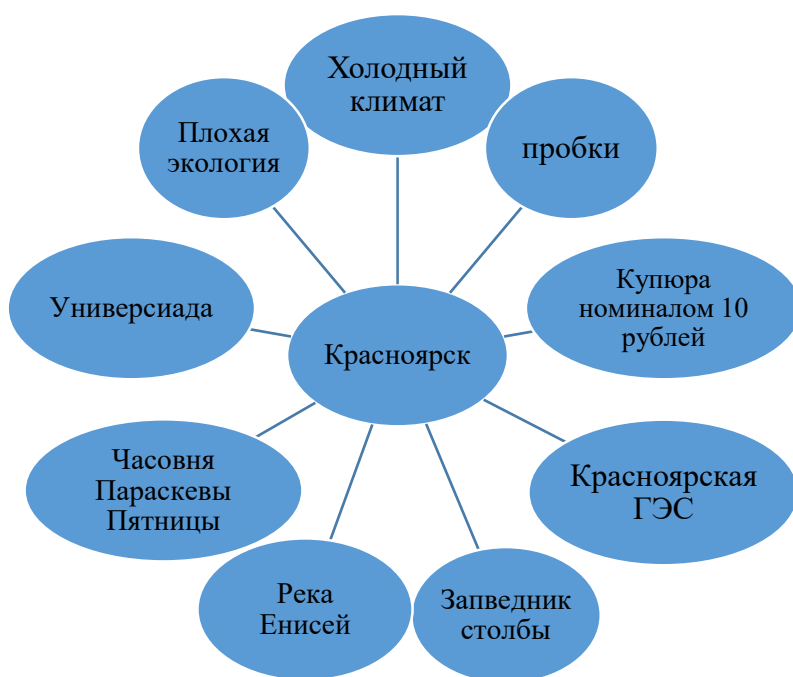 Холодный
климат
Плохая
экология
пробки
Универсиада
Купюра
номиналом 10
рублей
Красноярск
Часовня
Параскевы
Пятницы
Красноярская
ГЭС
Река
Енисей
Запведник
столбы